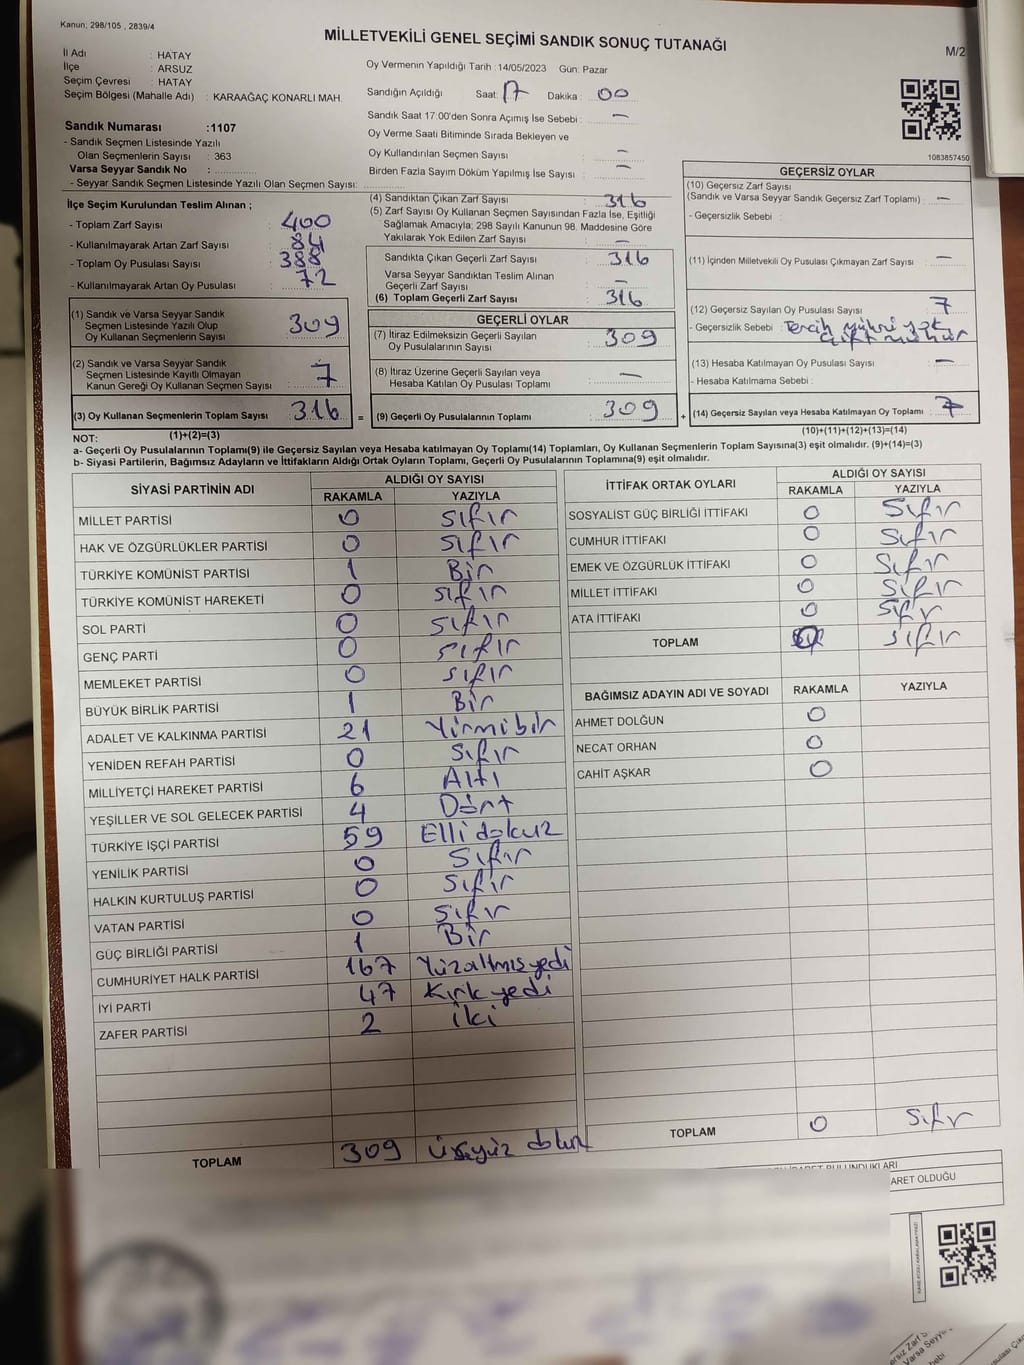 Kanun; 298/105 , 2839/4
MİLLETVEKİLİ GENEL SEÇİMİ SANDIK SONUÇ TUTANAĞI
M/2
İl Adı : HATAY
İlçe : ARSUZ
Seçim Çevresi : HATAY
Seçim Bölgesi (Mahalle Adı) : KARAAĞAÇ KONARLI MAH.
Oy Vermenin Yapıldığı Tarih :14/05/2023 Gün: Pazar
Sandığın Açıldığı Saat: 17 Dakika : 00
Sandık Saat 17:00'den Sonra Açımış İse Sebebi : —
Oy Verme Saati Bitiminde Sırada Bekleyen ve
Oy Kullandırılan Seçmen Sayısı : —
Birden Fazla Sayım Döküm Yapılmış İse Sayısı : —
1083857450
Sandık Numarası :1107
- Sandık Seçmen Listesinde Yazılı
Olan Seçmenlerin Sayısı : 363
Varsa Seyyar Sandık No :
- Seyyar Sandık Seçmen Listesinde Yazılı Olan Seçmen Sayısı:
İlçe Seçim Kurulundan Teslim Alınan ;
- Toplam Zarf Sayısı : 400
- Kullanılmayarak Artan Zarf Sayısı : 84
- Toplam Oy Pusulası Sayısı : 388
- Kullanılmayarak Artan Oy Pusulası : 72
(4) Sandıktan Çıkan Zarf Sayısı : 316
(5) Zarf Sayısı Oy Kullanan Seçmen Sayısından Fazla İse, Eşitliği
Sağlamak Amacıyla; 298 Sayılı Kanunun 98. Maddesine Göre
Yakılarak Yok Edilen Zarf Sayısı : —
Sandıkta Çıkan Geçerli Zarf Sayısı : 316
Varsa Seyyar Sandıktan Teslim Alınan
Geçerli Zarf Sayısı : —
(6) Toplam Geçerli Zarf Sayısı : 316
GEÇERSİZ OYLAR
(10) Geçersiz Zarf Sayısı
(Sandık ve Varsa Seyyar Sandık Geçersiz Zarf Toplamı) : —
- Geçersizlik Sebebi :
(11) İçinden Milletvekili Oy Pusulası Çıkmayan Zarf Sayısı : —
(12) Geçersiz Sayılan Oy Pusulası Sayısı : 7
- Geçersizlik Sebebi : Tercih mühri yok
çift mühür
(13) Hesaba Katılmayan Oy Pusulası Sayısı : —
- Hesaba Katılmama Sebebi :
(14) Geçersiz Sayılan veya Hesaba Katılmayan Oy Toplamı : 7
(10)+(11)+(12)+(13)=(14)
(1) Sandık ve Varsa Seyyar Sandık
Seçmen Listesinde Yazılı Olup
Oy Kullanan Seçmenlerin Sayısı : 309
(2) Sandık ve Varsa Seyyar Sandık
Seçmen Listesinde Kayıtlı Olmayan
Kanun Gereği Oy Kullanan Seçmen Sayısı : 7
(3) Oy Kullanan Seçmenlerin Toplam Sayısı : 316 =
(1)+(2)=(3)
GEÇERLİ OYLAR
(7) İtiraz Edilmeksizin Geçerli Sayılan
Oy Pusulalarının Sayısı : 309
(8) İtiraz Üzerine Geçerli Sayılan veya
Hesaba Katılan Oy Pusulası Toplamı : —
(9) Geçerli Oy Pusulalarının Toplamı : 309 +
NOT:
a- Geçerli Oy Pusulalarının Toplamı(9) ile Geçersiz Sayılan veya Hesaba katılmayan Oy Toplamı(14) Toplamları, Oy Kullanan Seçmenlerin Toplam Sayısına(3) eşit olmalıdır. (9)+(14)=(3)
b- Siyasi Partilerin, Bağımsız Adayların ve İttifakların Aldığı Ortak Oyların Toplamı, Geçerli Oy Pusulalarının Toplamına(9) eşit olmalıdır.
SİYASİ PARTİNİN ADI ALDIĞI OY SAYISI
RAKAMLA YAZIYLA
MİLLET PARTİSİ 0 Sıfır
HAK VE ÖZGÜRLÜKLER PARTİSİ 0 Sıfır
TÜRKİYE KOMÜNİST PARTİSİ 1 Bir
TÜRKİYE KOMÜNİST HAREKETİ 0 Sıfır
SOL PARTİ 0 Sıfır
GENÇ PARTİ 0 Sıfır
MEMLEKET PARTİSİ 0 Sıfır
BÜYÜK BİRLİK PARTİSİ 1 Bir
ADALET VE KALKINMA PARTİSİ 21 Yirmibir
YENİDEN REFAH PARTİSİ 0 Sıfır
MİLLİYETÇİ HAREKET PARTİSİ 6 Altı
YEŞİLLER VE SOL GELECEK PARTİSİ 4 Dört
TÜRKİYE İŞÇİ PARTİSİ 59 Elli dokuz
YENİLİK PARTİSİ 0 Sıfır
HALKIN KURTULUŞ PARTİSİ 0 Sıfır
VATAN PARTİSİ 0 Sıfır
GÜÇ BİRLİĞİ PARTİSİ 1 Bir
CUMHURİYET HALK PARTİSİ 167 Yüzaltmışyedi
İYİ PARTİ 47 Kırkyedi
ZAFER PARTİSİ 2 İki
TOPLAM 309
İTTİFAK ORTAK OYLARI ALDIĞI OY SAYISI
RAKAMLA YAZIYLA
SOSYALİST GÜÇ BİRLİĞİ İTTİFAKI 0 Sıfır
CUMHUR İTTİFAKI 0 Sıfır
EMEK VE ÖZGÜRLÜK İTTİFAKI 0 Sıfır
MİLLET İTTİFAKI 0 Sıfır
ATA İTTİFAKI 0 Sıfır
TOPLAM 0 Sıfır
BAĞIMSIZ ADAYIN ADI VE SOYADI RAKAMLA YAZIYLA
AHMET DOLĞUN 0
NECAT ORHAN 0
CAHİT AŞKAR 0
TOPLAM 0 Sıfır
ARET OLDUĞU